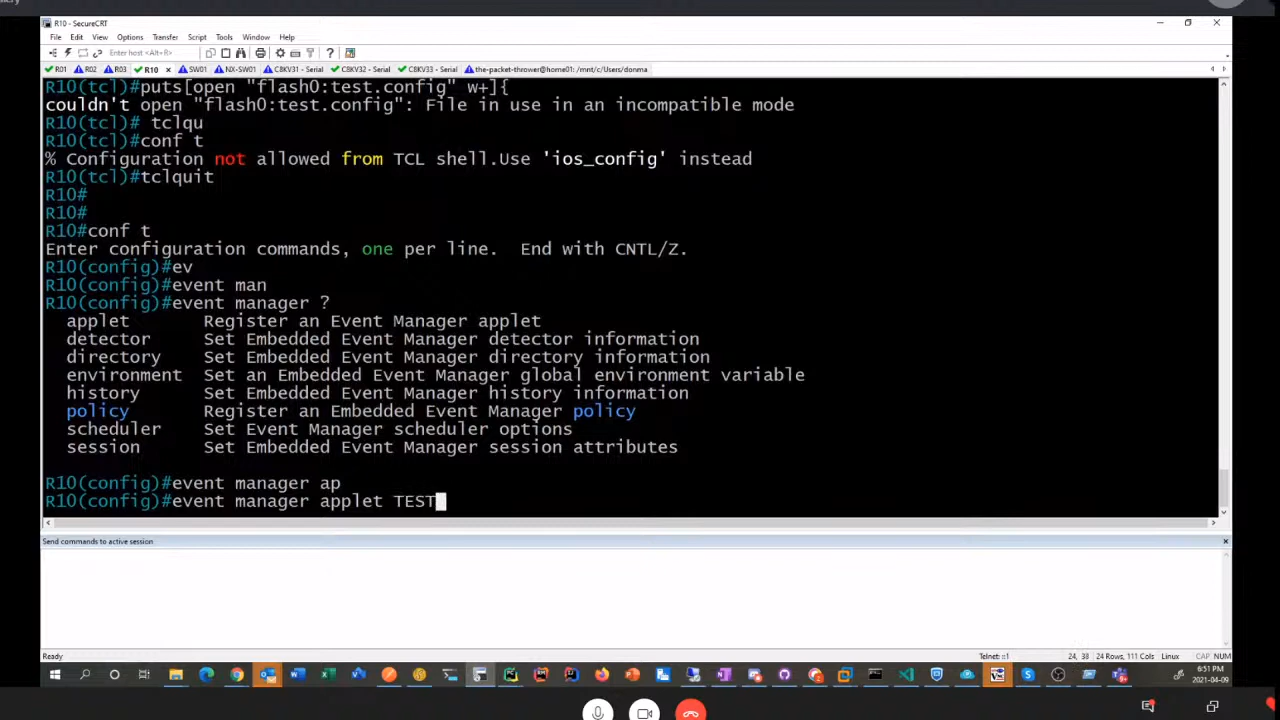 R10 - SecureCRT
File Edit View Options Transfer Script Tools Window Help
Enter host <Alt+R>
R01 R02 R03 R10 × SW01 NX-SW01 C8KV31 - Serial C8KV32 - Serial C8KV33 - Serial the-packet-thrower@home01: /mnt/c/Users/donma
R10(tcl)#puts[open "flash0:test.config" w+]{
couldn't open "flash0:test.config": File in use in an incompatible mode
R10(tcl)# tclqu
R10(tcl)#conf t
% Configuration not allowed from TCL shell.Use 'ios_config' instead
R10(tcl)#tclquit
R10#
R10#
R10#conf t
Enter configuration commands, one per line. End with CNTL/Z.
R10(config)#ev
R10(config)#event man
R10(config)#event manager ?
applet Register an Event Manager applet
detector Set Embedded Event Manager detector information
directory Set Embedded Event Manager directory information
environment Set an Embedded Event Manager global environment variable
history Set Embedded Event Manager history information
policy Register an Embedded Event Manager policy
scheduler Set Event Manager scheduler options
session Set Embedded Event Manager session attributes
R10(config)#event manager ap
R10(config)#event manager applet TEST
Send commands to active session
Ready Telnet: ::1 24, 38 24 Rows, 111 Cols Linux CAP NUM
6:51 PM
2021-04-09